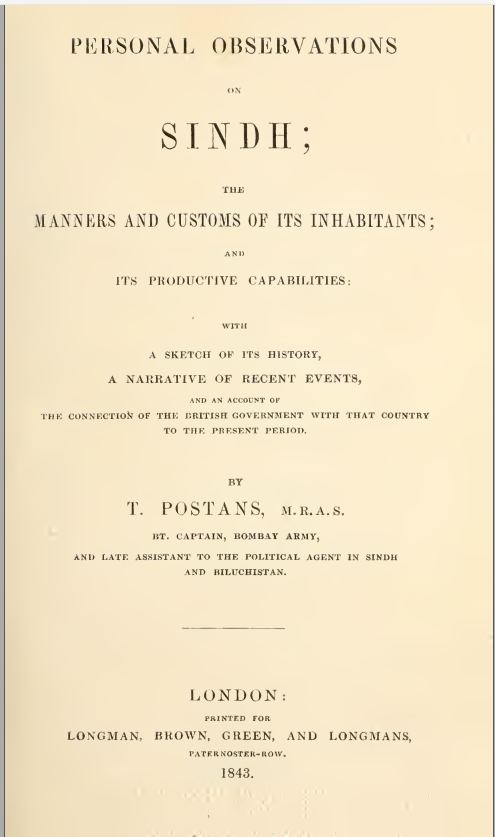 PERSONAL OBSERVATIONS
ON
SINDH;
THE
MANNERS AND CUSTOMS OF ITS INHABITANTS;
AND
ITS PRODUCTIVE CAPABILITIES:
WITH
A SKETCH OF ITS HISTORY,
A NARRATIVE OF RECENT EVENTS,
AND AN ACCOUNT OF
THE CONNECTION OF THE BRITISH GOVERNMENT WITH THAT COUNTRY
TO THE PRESENT PERIOD.
BY
T. POSTANS, M.R.A.S.
BT. CAPTAIN, BOMBAY ARMY,
AND LATE ASSISTANT TO THE POLITICAL AGENT IN SINDH
AND BILUCHISTAN.
LONDON:
PRINTED FOR
LONGMAN, BROWN, GREEN, AND LONGMANS,
PATERNOSTER-ROW.
1843.